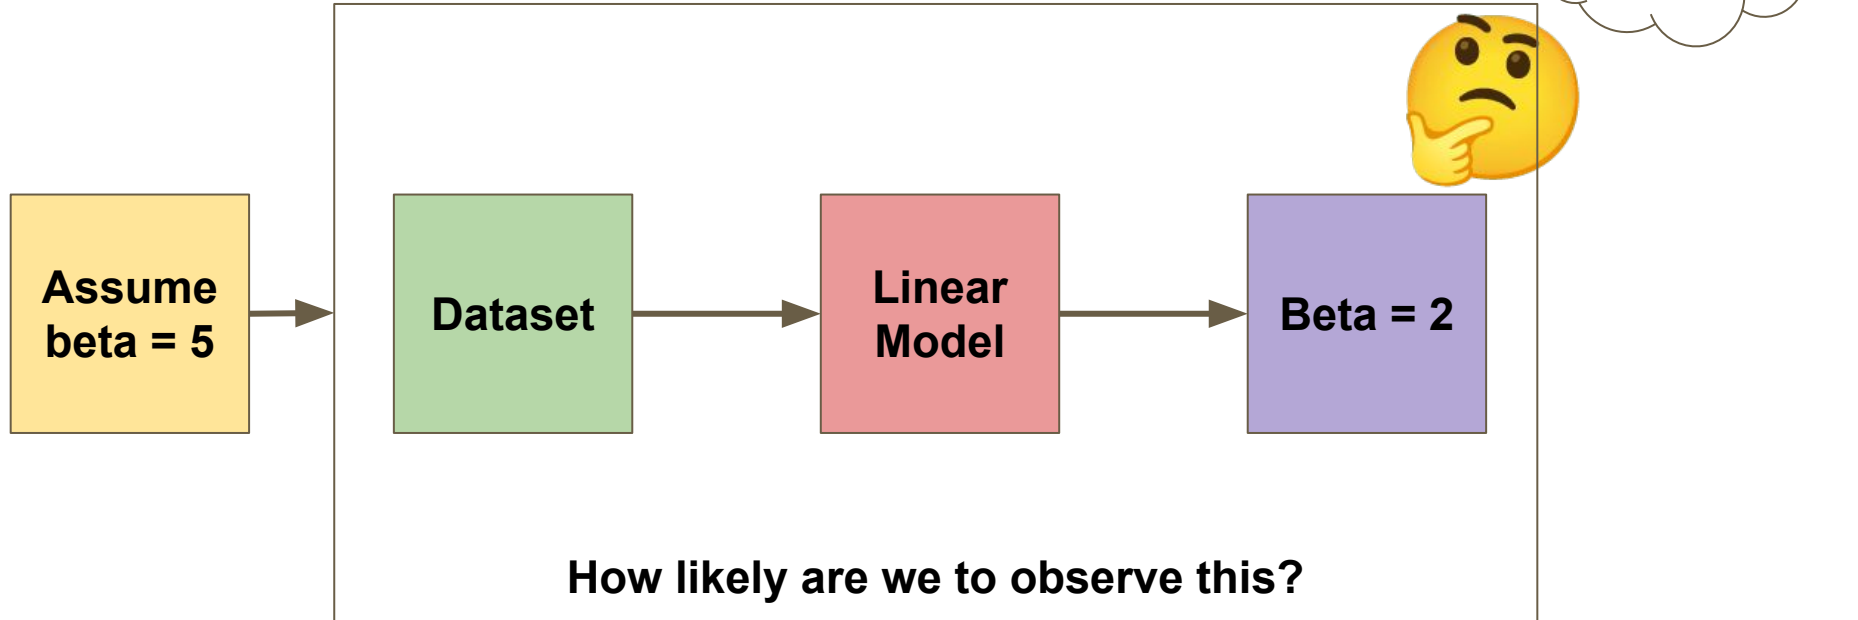 Assume
beta = 5
Dataset
Linear
Model
Beta = 2
How likely are we to observe this?